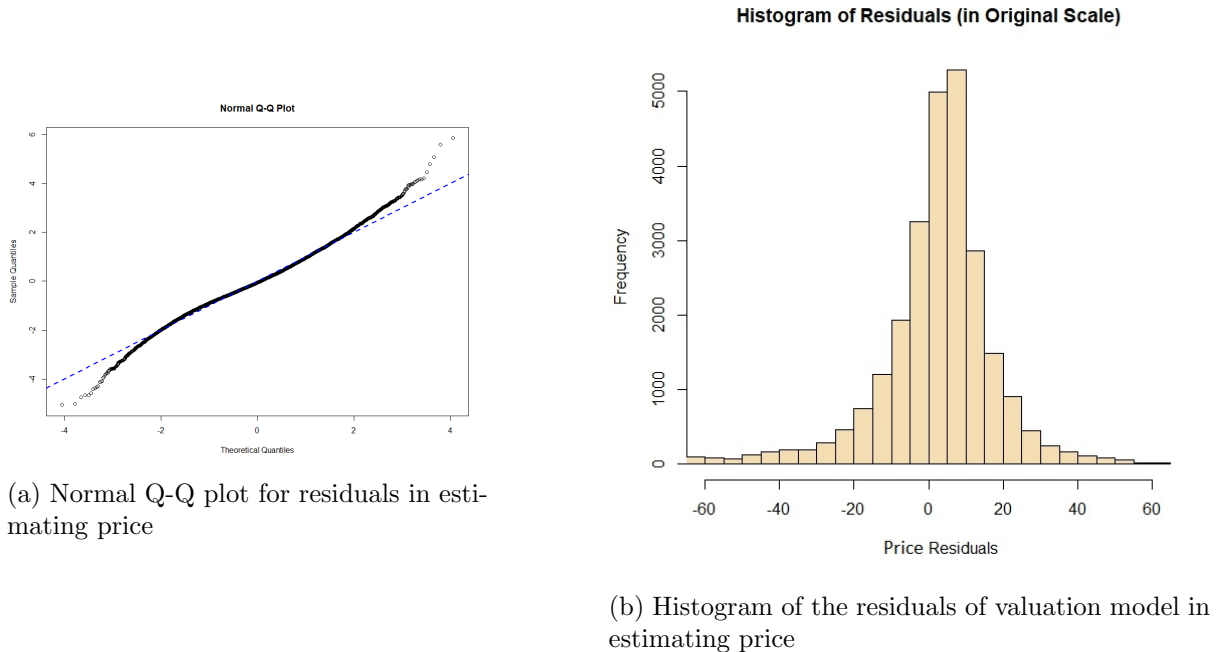 Histogram of Residuals (in Original Scale)
Normal Q-Q Plot
6
4
2
0
-2
-4
Sample Quantiles
-4
-2
0
2
4
Theoretical Quantiles
(a) Normal Q-Q plot for residuals in esti-
mating price
5000
4000
3000
2000
1000
0
Frequency
-60
-40
-20
0
20
40
60
Price Residuals
(b) Histogram of the residuals of valuation model in
estimating price